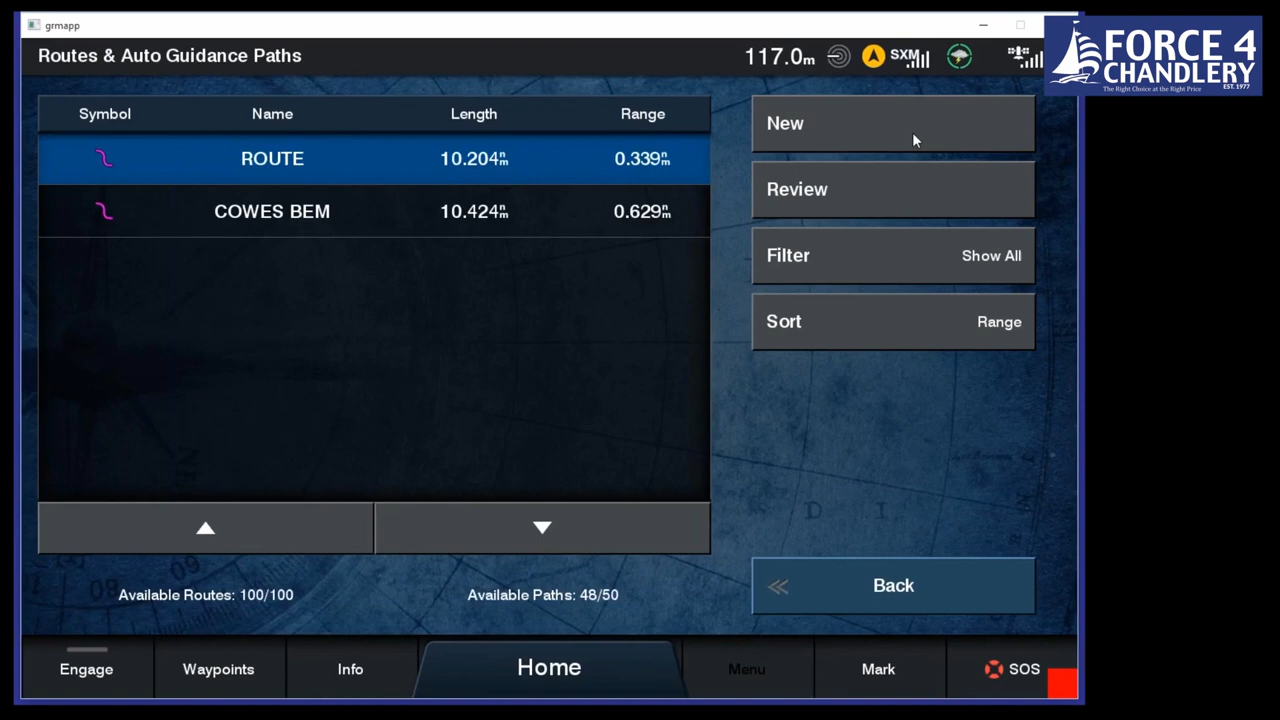 grmapp
Routes & Auto Guidance Paths
117.0m
SXM
FORCE 4
CHANDLERY
The Right Choice at the Right Price
EST. 1977
Symbol Name Length Range
ROUTE 10.204nm 0.339nm
COWES BEM 10.424nm 0.629nm
New
Review
Filter Show All
Sort Range
Available Routes: 100/100 Available Paths: 48/50
Back
Engage Waypoints Info Home Menu Mark SOS